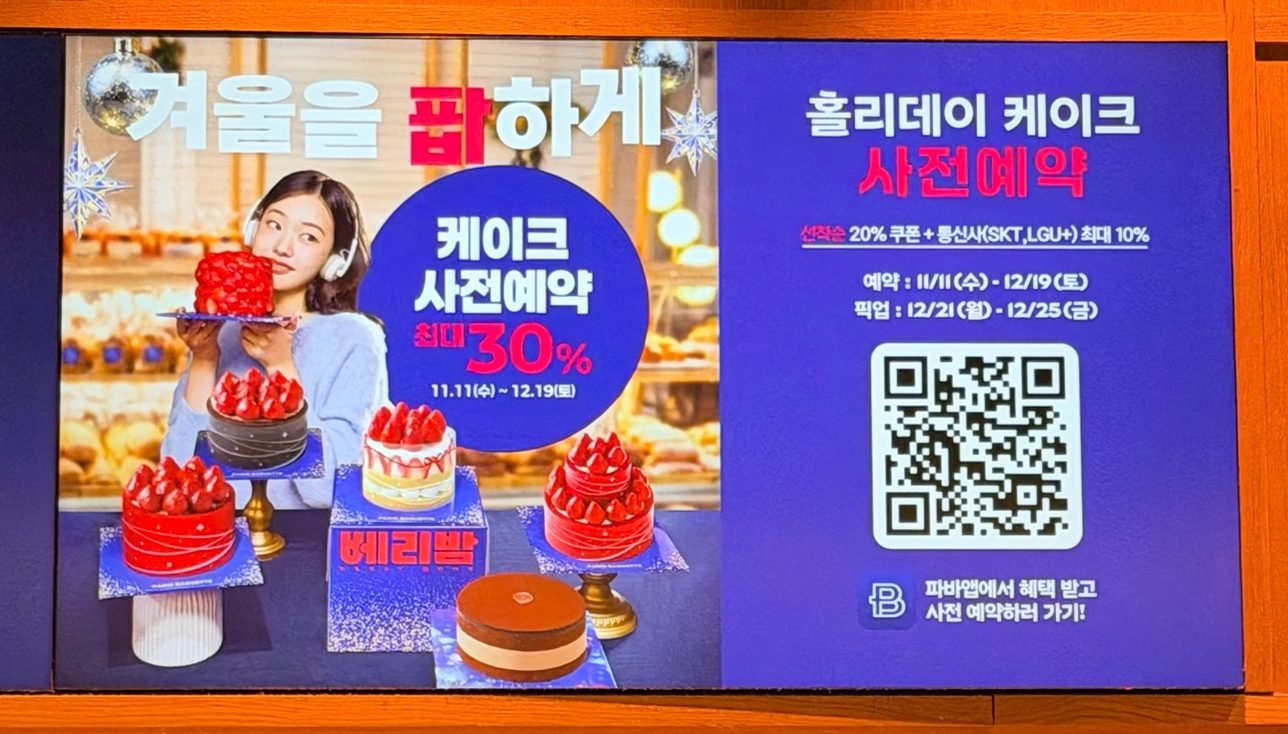 겨울을 팝하게
케이크
사전예약
최대 30%
11.11(수) ~ 12.19(토)
베리밤
홀리데이 케이크
사전예약
선착순 20% 쿠폰 + 통신사(SKT,LGU+) 최대 10%
예약 : 11/11(수) - 12/19(토)
픽업 : 12/21(월) - 12/25(금)
파바앱에서 혜택 받고
사전 예약하러 가기!